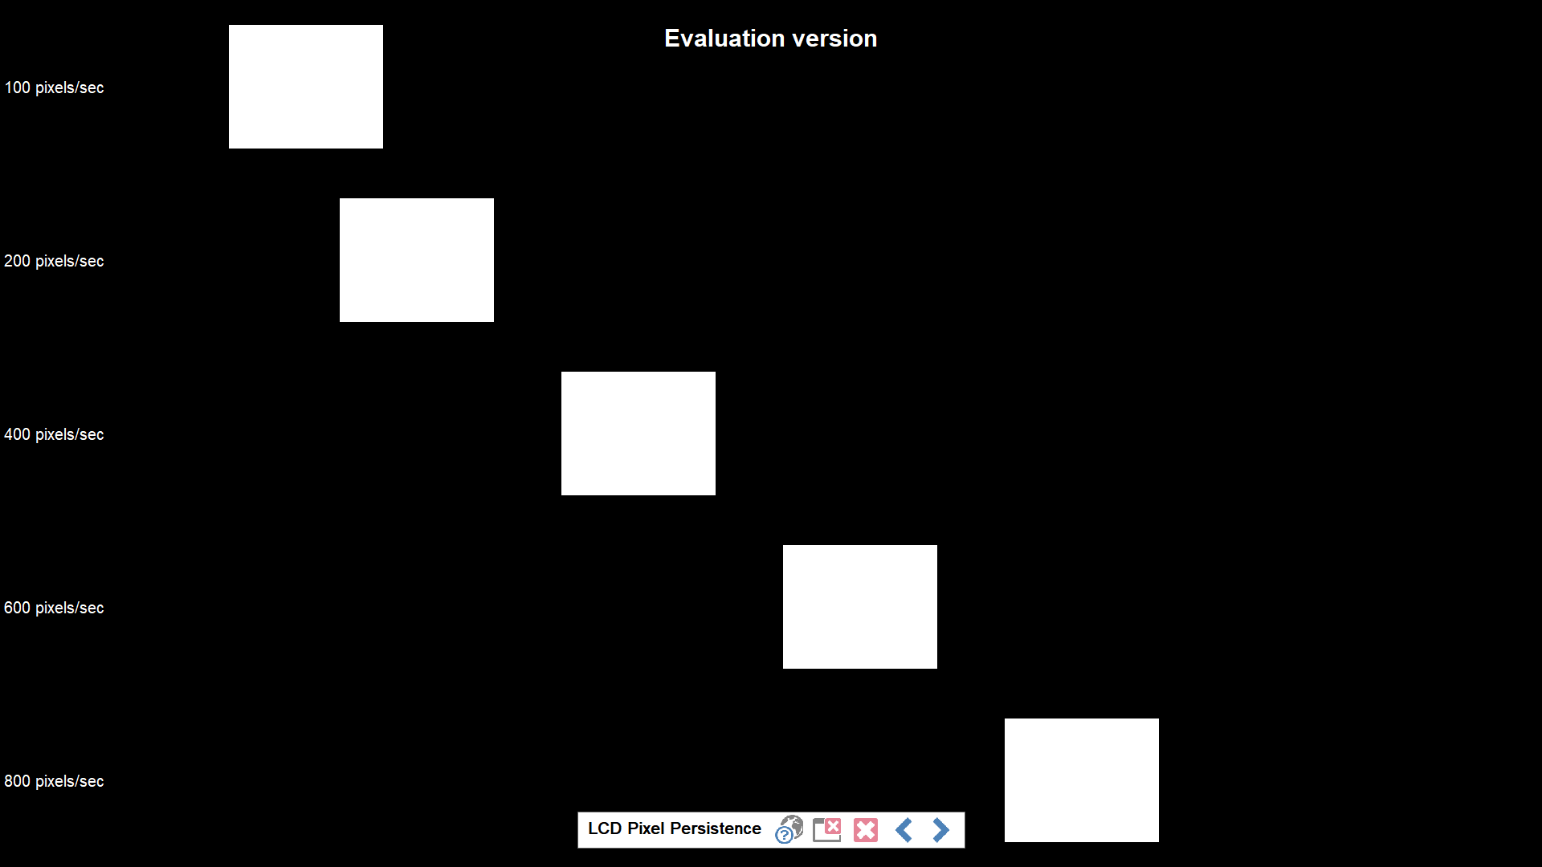 Evaluation version
100 pixels/sec
200 pixels/sec
400 pixels/sec
600 pixels/sec
800 pixels/sec
LCD Pixel Persistence